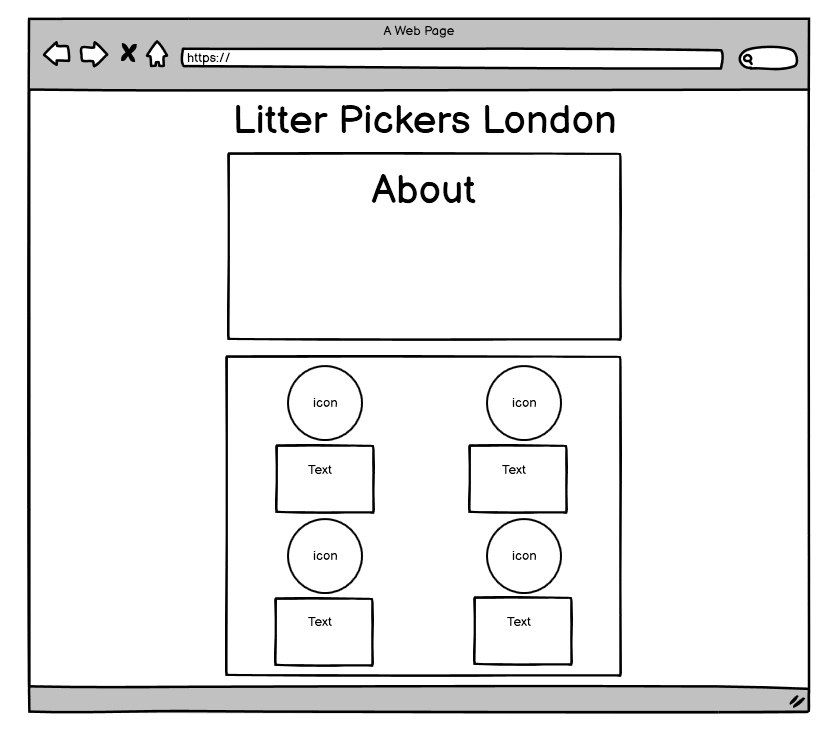 A Web Page
https://
Litter Pickers London
About
icon icon
Text Text
icon icon
Text Text